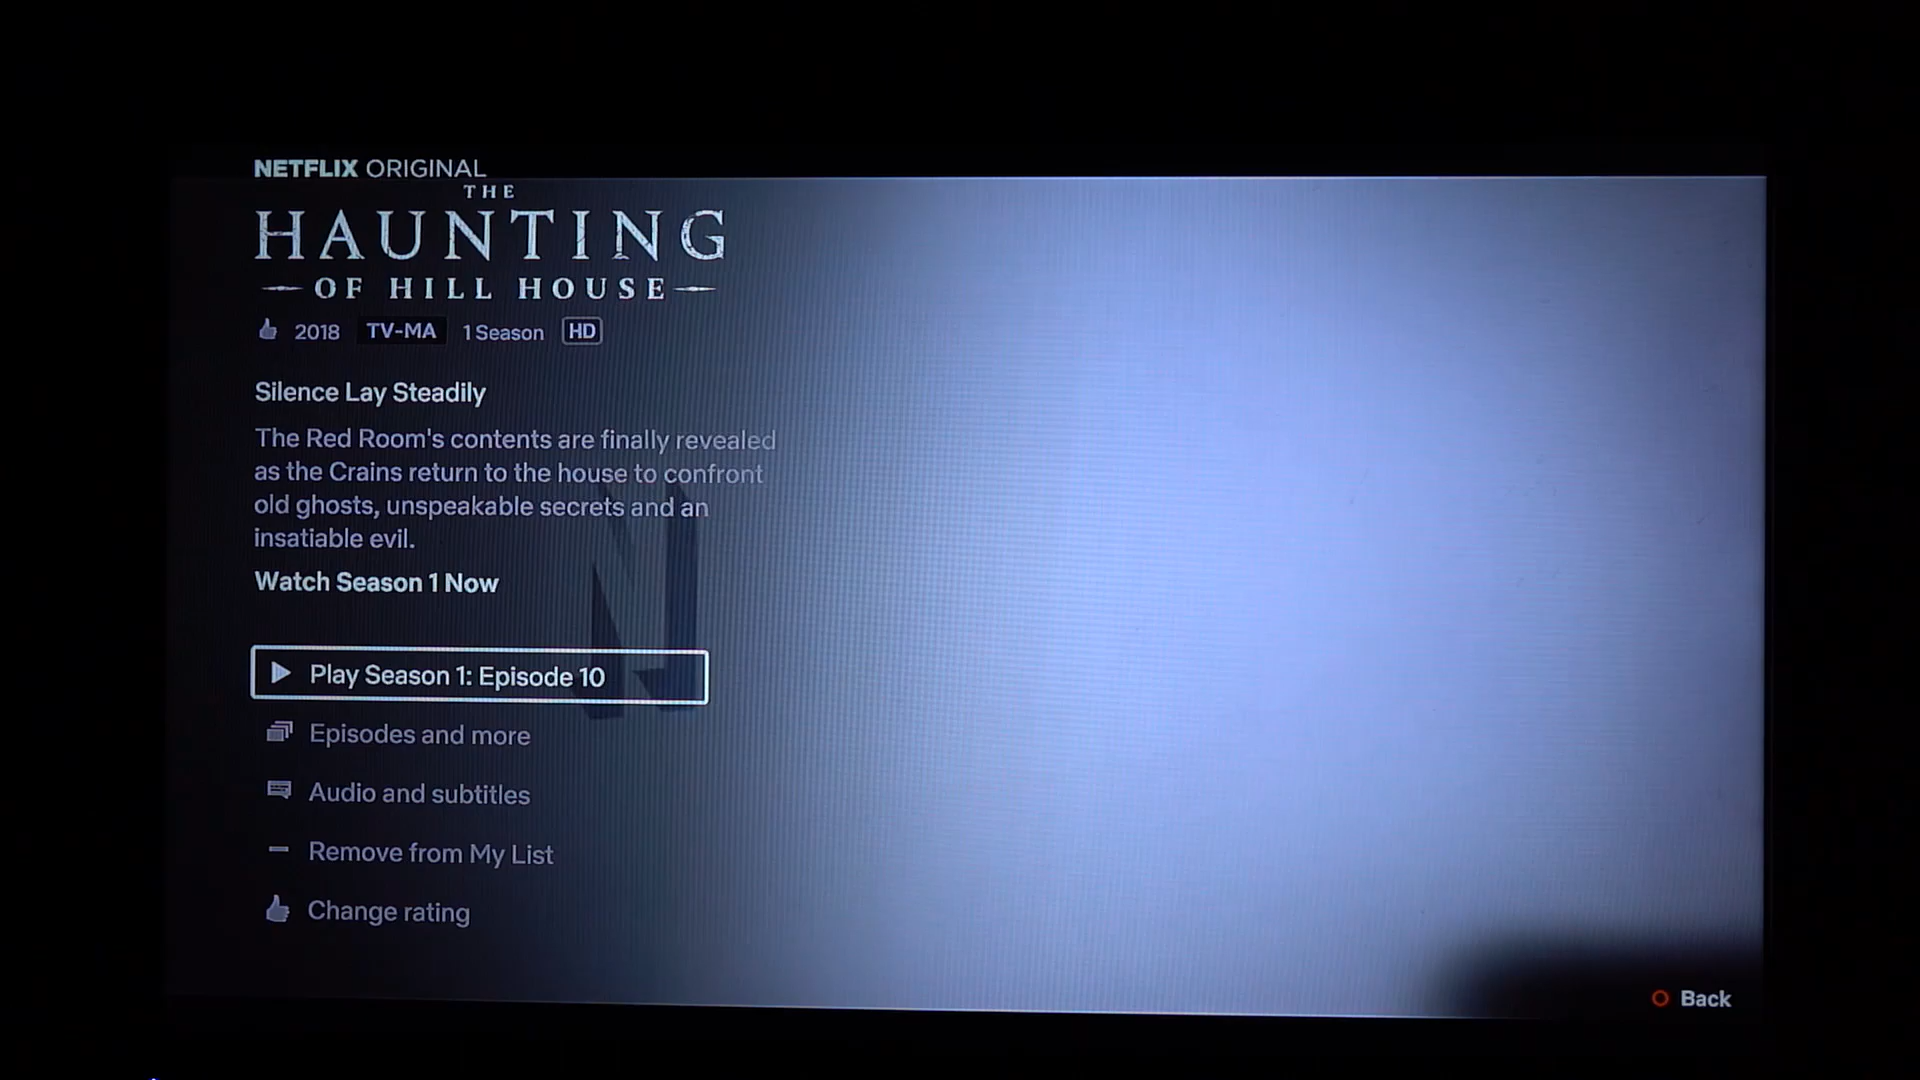 NETFLIX ORIGINAL
THE
HAUNTING
OF HILL HOUSE
2018 TV-MA 1 Season HD
Silence Lay Steadily
The Red Room's contents are finally revealed
as the Crains return to the house to confront
old ghosts, unspeakable secrets and an
insatiable evil.
Watch Season 1 Now
Play Season 1: Episode 10
Episodes and more
Audio and subtitles
Remove from My List
Change rating
Back